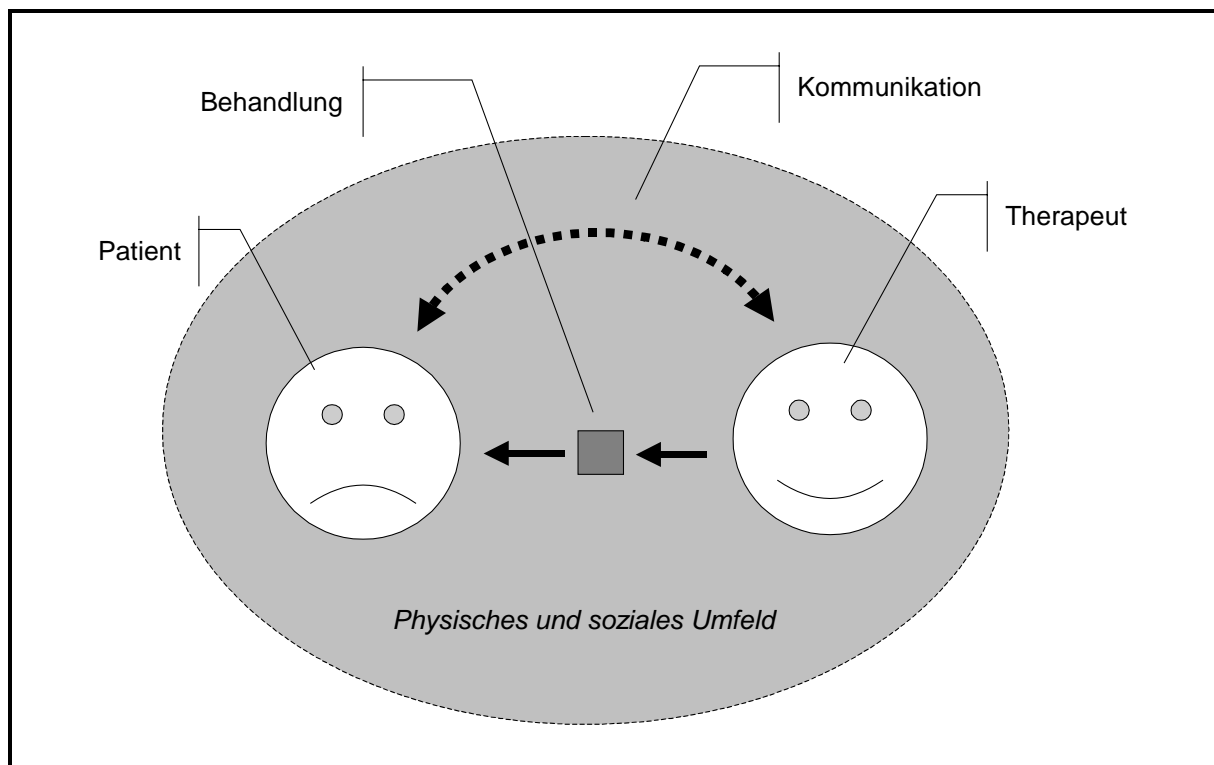 Kommunikation
Behandlung
Therapeut
Patient
Physisches und soziales Umfeld